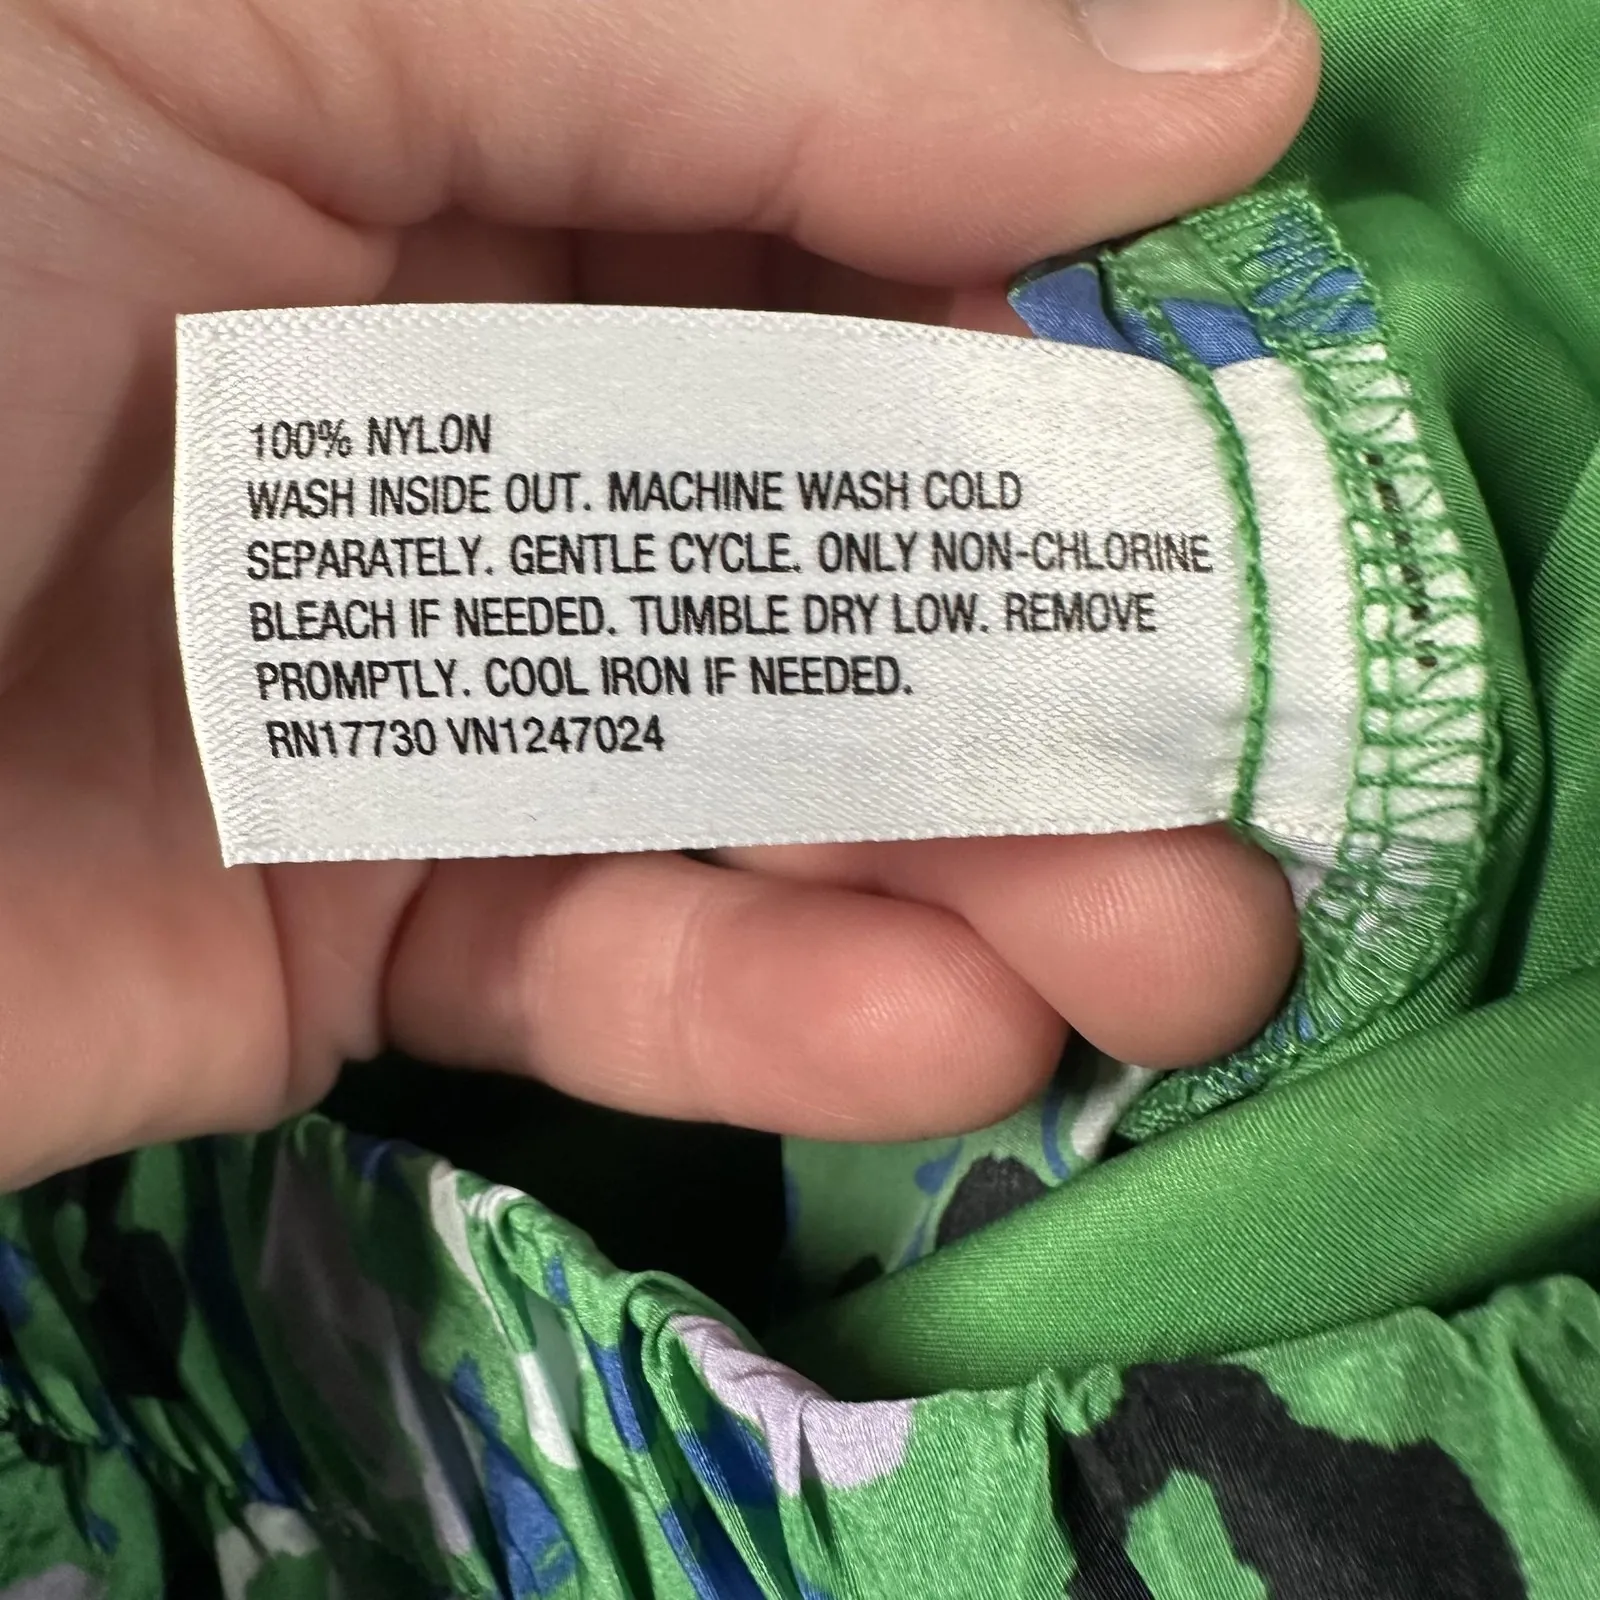 100% NYLON
WASH INSIDE OUT. MACHINE WASH COLD
SEPARATELY. GENTLE CYCLE. ONLY NON-CHLORINE
BLEACH IF NEEDED. TUMBLE DRY LOW. REMOVE
PROMPTLY. COOL IRON IF NEEDED.
RN17730 VN1247024